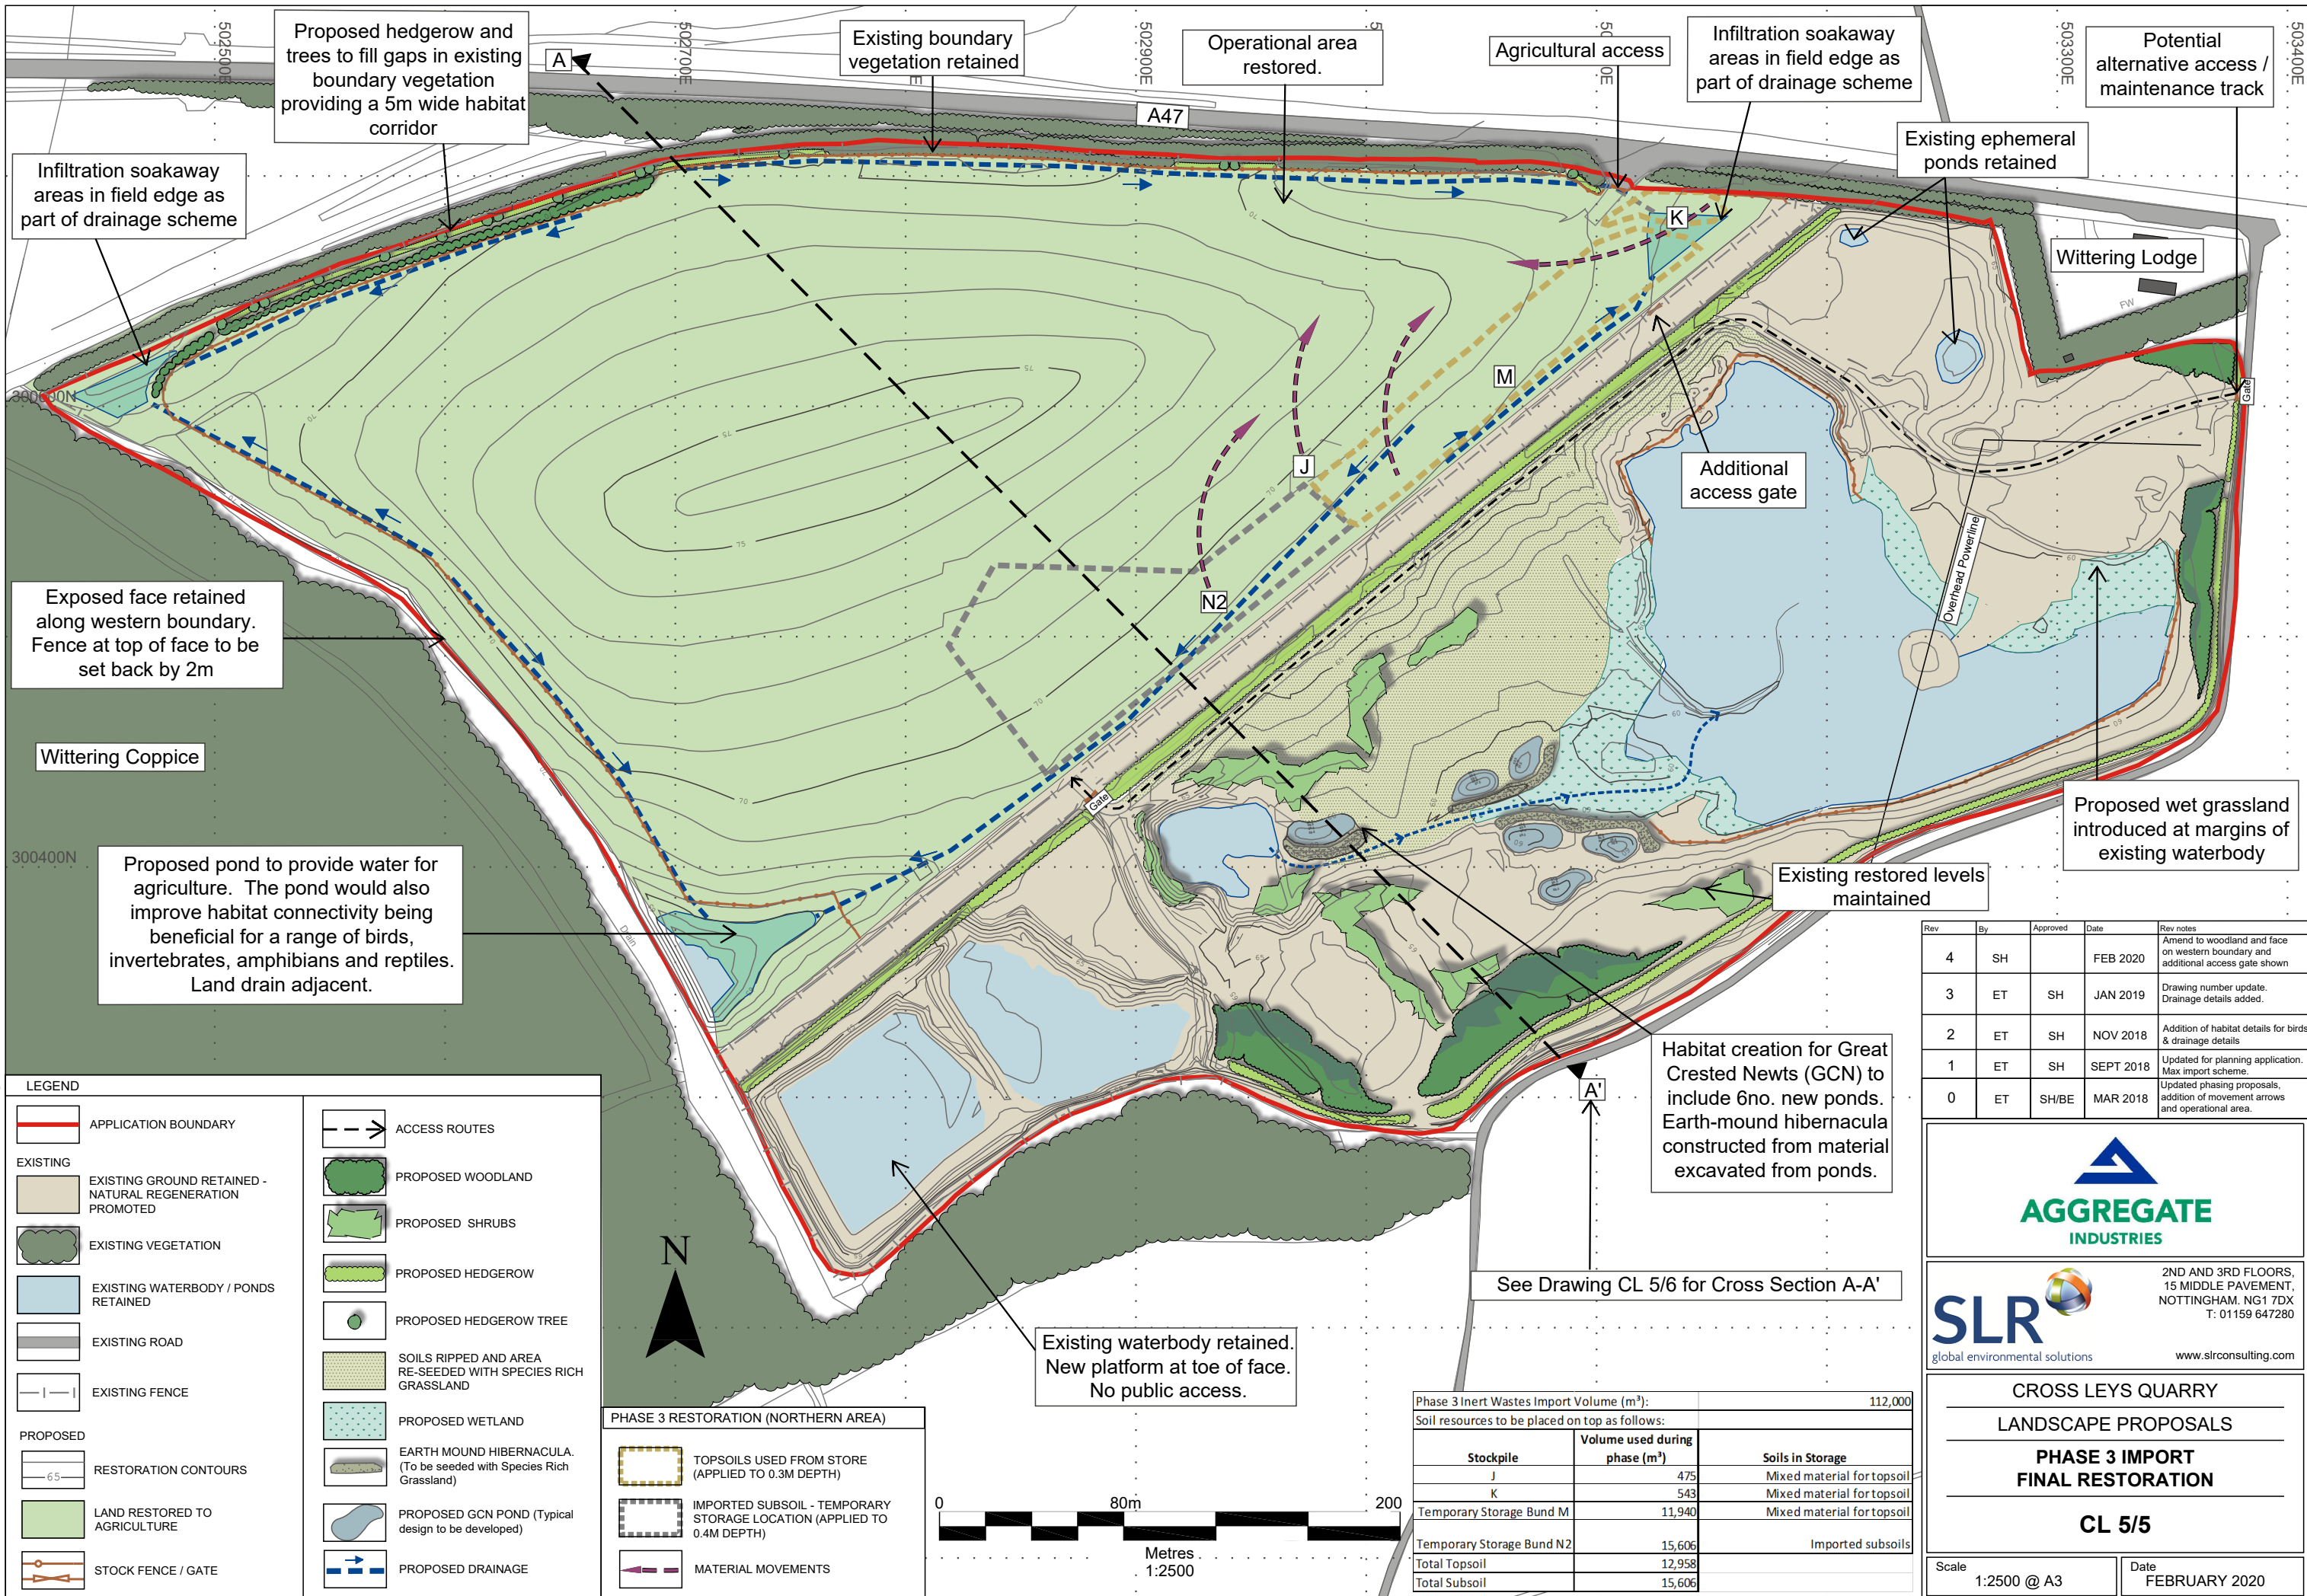 502500E
502700E
E
502900E
503300E
503400E
Proposed hedgerow and
trees to fill gaps in existing
boundary vegetation
providing a 5m wide habitat
corridor
A
Existing boundary
vegetation retained
Operational area
restored.
Agricultural access
Infiltration soakaway
areas in field edge as
part of drainage scheme
Potential
alternative access /
maintenance track
A47
Existing ephemeral
ponds retained
Infiltration soakaway
areas in field edge as
part of drainage scheme
K
Wittering Lodge
FW
M
J
Gate
Additional
access gate
Overhead Powerline
N2
Exposed face retained
along western boundary.
Fence at top of face to be
set back by 2m
Wittering Coppice
Gate
300400N
Proposed pond to provide water for
agriculture. The pond would also
improve habitat connectivity being
beneficial for a range of birds,
invertebrates, amphibians and reptiles.
Land drain adjacent.
Drain
70
70
75
75
75
70
70
70
65
65
65
60
Proposed wet grassland
introduced at margins of
existing waterbody
Existing restored levels
maintained
Habitat creation for Great
Crested Newts (GCN) to
include 6no. new ponds.
Earth-mound hibernacula
constructed from material
excavated from ponds.
A'
See Drawing CL 5/6 for Cross Section A-A'
Existing waterbody retained.
New platform at toe of face.
No public access.
N
0 80m 200
Metres
1:2500
LEGEND
APPLICATION BOUNDARY
EXISTING
EXISTING GROUND RETAINED -
NATURAL REGENERATION
PROMOTED
EXISTING VEGETATION
EXISTING WATERBODY / PONDS
RETAINED
EXISTING ROAD
EXISTING FENCE
PROPOSED
65
RESTORATION CONTOURS
LAND RESTORED TO
AGRICULTURE
STOCK FENCE / GATE
ACCESS ROUTES
PROPOSED WOODLAND
PROPOSED SHRUBS
PROPOSED HEDGEROW
PROPOSED HEDGEROW TREE
SOILS RIPPED AND AREA
RE-SEEDED WITH SPECIES RICH
GRASSLAND
PROPOSED WETLAND
EARTH MOUND HIBERNACULA.
(To be seeded with Species Rich
Grassland)
PROPOSED GCN POND (Typical
design to be developed)
PROPOSED DRAINAGE
PHASE 3 RESTORATION (NORTHERN AREA)
TOPSOILS USED FROM STORE
(APPLIED TO 0.3M DEPTH)
IMPORTED SUBSOIL - TEMPORARY
STORAGE LOCATION (APPLIED TO
0.4M DEPTH)
MATERIAL MOVEMENTS
Phase 3 Inert Wastes Import Volume (m³): 112,000
Soil resources to be placed on top as follows:
Stockpile Volume used during phase (m³) Soils in Storage
J 475 Mixed material for topsoil
K 543 Mixed material for topsoil
Temporary Storage Bund M 11,940 Mixed material for topsoil
Temporary Storage Bund N2 15,606 Imported subsoils
Total Topsoil 12,958
Total Subsoil 15,606
Rev By Approved Date Rev notes
4 SH FEB 2020 Amend to woodland and face
on western boundary and
additional access gate shown
3 ET SH JAN 2019 Drawing number update.
Drainage details added.
2 ET SH NOV 2018 Addition of habitat details for birds
& drainage details
1 ET SH SEPT 2018 Updated for planning application.
Max import scheme.
0 ET SH/BE MAR 2018 Updated phasing proposals,
addition of movement arrows
and operational area.
AGGREGATE
INDUSTRIES
SLR
global environmental solutions
2ND AND 3RD FLOORS,
15 MIDDLE PAVEMENT,
NOTTINGHAM. NG1 7DX
T: 01159 647280
www.slrconsulting.com
CROSS LEYS QUARRY
LANDSCAPE PROPOSALS
PHASE 3 IMPORT
FINAL RESTORATION
CL 5/5
Scale
1:2500 @ A3
Date
FEBRUARY 2020